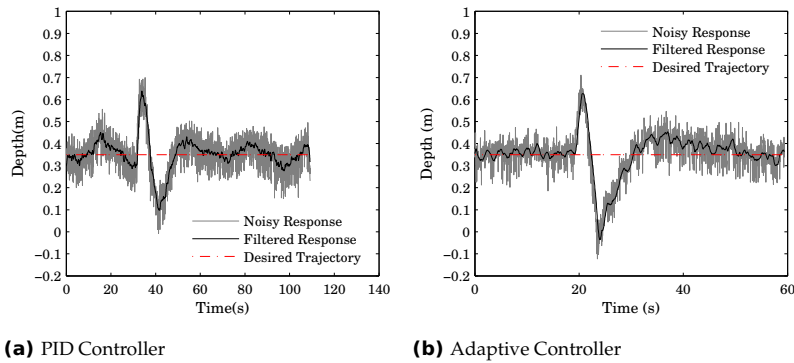 1
0.9
0.8
0.7
0.6
0.5
0.4
0.3
0.2
0.1
0
−0.1
−0.2
Depth(m)
Noisy Response
Filtered Response
Desired Trajectory
0 20 40 60 80 100 120 140
Time(s)
(a) PID Controller
1
0.9
0.8
0.7
0.6
0.5
0.4
0.3
0.2
0.1
0
−0.1
−0.2
Depth (m)
Noisy Response
Filtered Response
Desired Trajectory
0 20 40 60
Time (s)
(b) Adaptive Controller